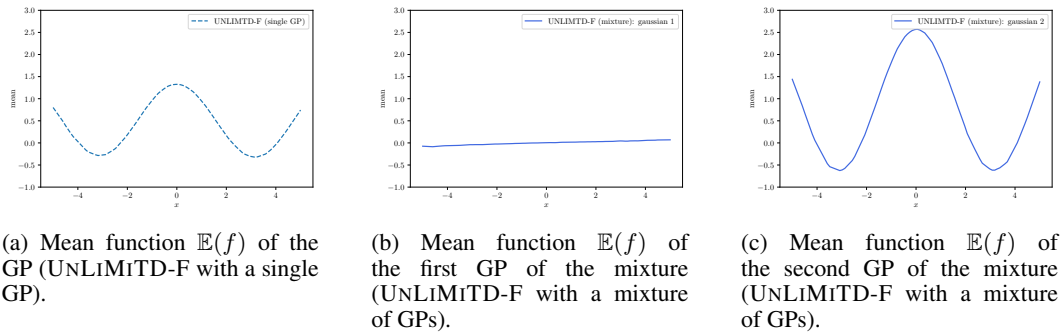 3.0
2.5
2.0
1.5
1.0
0.5
0.0
−0.5
−1.0
mean
−4
−2
0
2
4
x
UNLIMTD-F (single GP)
3.0
2.5
2.0
1.5
1.0
0.5
0.0
−0.5
−1.0
mean
−4
−2
0
2
4
x
UNLIMTD-F (mixture): gaussian 1
3.0
2.5
2.0
1.5
1.0
0.5
0.0
−0.5
−1.0
mean
−4
−2
0
2
4
x
UNLIMTD-F (mixture): gaussian 2
(a) Mean function 𝔼(f) of the
GP (UNLIMITD-F with a single
GP).
(b) Mean function 𝔼(f) of
the first GP of the mixture
(UNLIMITD-F with a mixture
of GPs).
(c) Mean function 𝔼(f) of
the second GP of the mixture
(UNLIMITD-F with a mixture
of GPs).